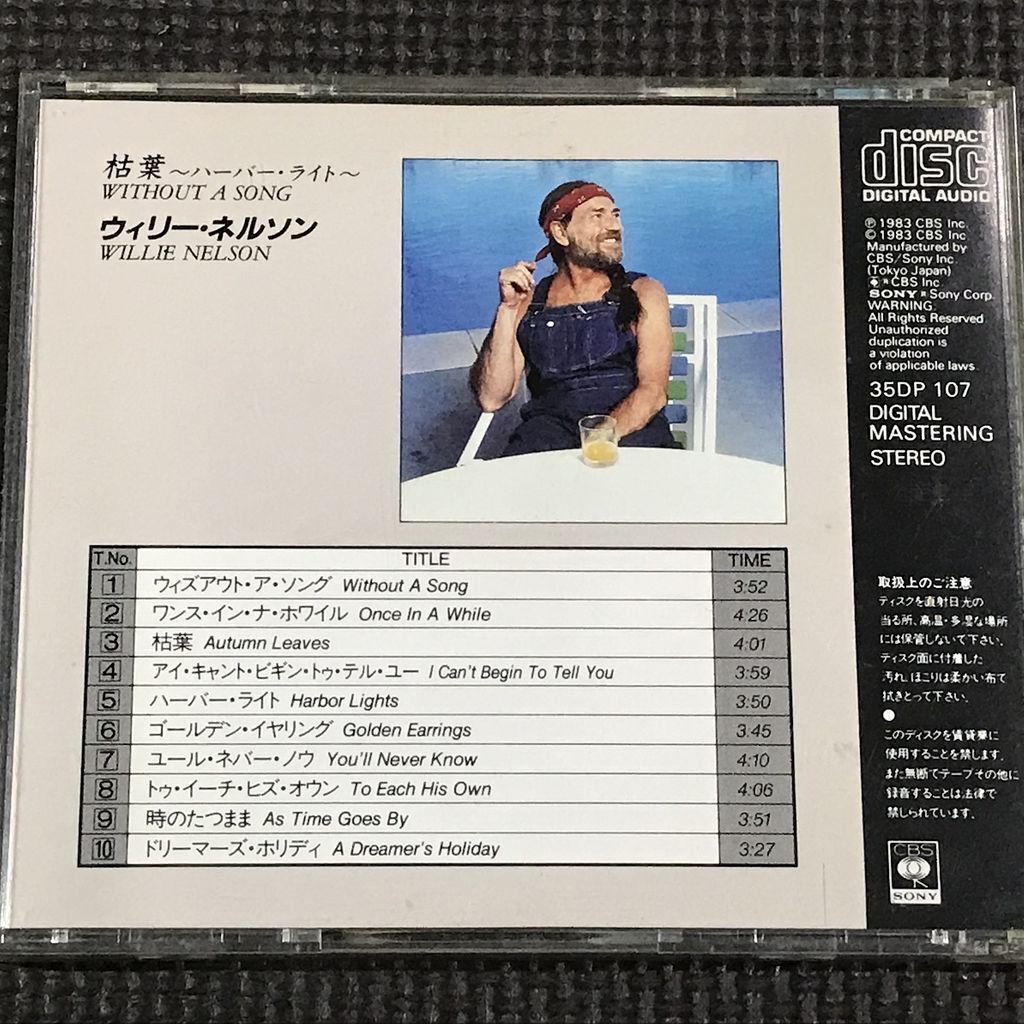 枯葉 ～ハーバー・ライト～
WITHOUT A SONG
ウィリー・ネルソン
WILLIE NELSON
T.No. TITLE TIME
1 ウィズアウト・ア・ソング Without A Song 3:52
2 ワンス・イン・ナ・ホワイル Once In A While 4:26
3 枯葉 Autumn Leaves 4:01
4 アイ・キャント・ビギン・トゥ・テル・ユー I Can't Begin To Tell You 3:59
5 ハーバー・ライト Harbor Lights 3:50
6 ゴールデン・イヤリング Golden Earrings 3:45
7 ユール・ネバー・ノウ You'll Never Know 4:10
8 トゥ・イーチ・ヒズ・オウン To Each His Own 4:06
9 時のたつまま As Time Goes By 3:51
10 ドリーマーズ・ホリディ A Dreamer's Holiday 3:27
COMPACT
disc
DIGITAL AUDIO
℗ 1983 CBS Inc.
© 1983 CBS Inc.
Manufactured by
CBS/Sony Inc.
(Tokyo Japan)
® CBS Inc.
SONY ® Sony Corp.
WARNING:
All Rights Reserved
Unauthorized
duplication is
a violation
of applicable laws.
35DP 107
DIGITAL
MASTERING
STEREO
取扱上のご注意
ディスクを直射日光の
当る所、高温・多湿な場所
には保管しないで下さい。
ディスク面に付着した
汚れ、ほこりは柔かい布で
拭きとって下さい。
●
このディスクを賃貸業に
使用することを禁じます。
また無断でテープその他に
録音することは法律で
禁じられています。
CBS
SONY